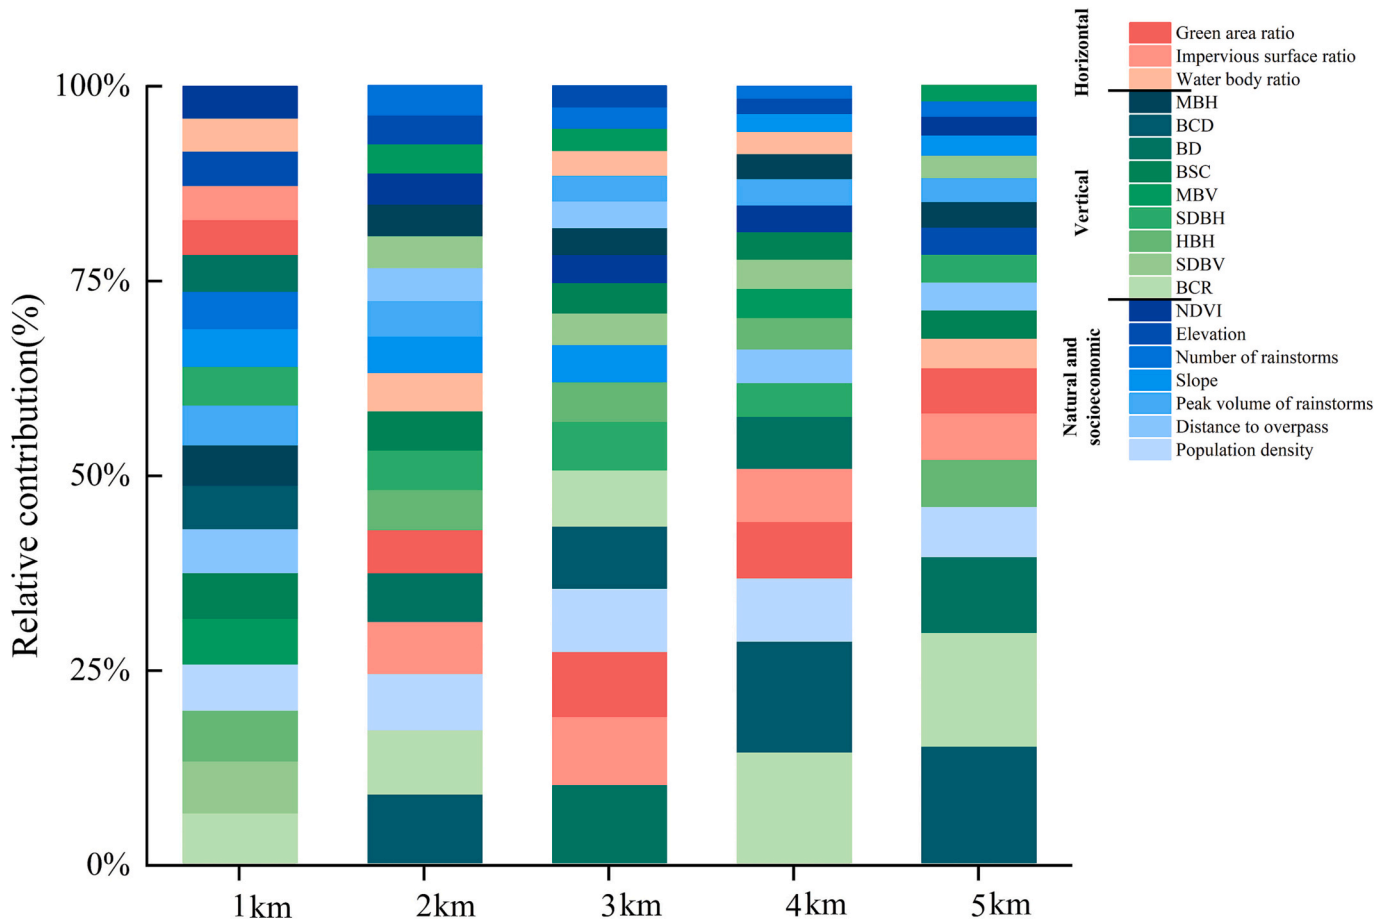 Relative contribution(%)
100%
75%
50%
25%
0%
1km
2km
3km
4km
5km
Horizontal
Green area ratio
Impervious surface ratio
Water body ratio
Vertical
MBH
BCD
BD
BSC
MBV
SDBH
HBH
SDBV
BCR
Natural and
socioeconomic
NDVI
Elevation
Number of rainstorms
Slope
Peak volume of rainstorms
Distance to overpass
Population density